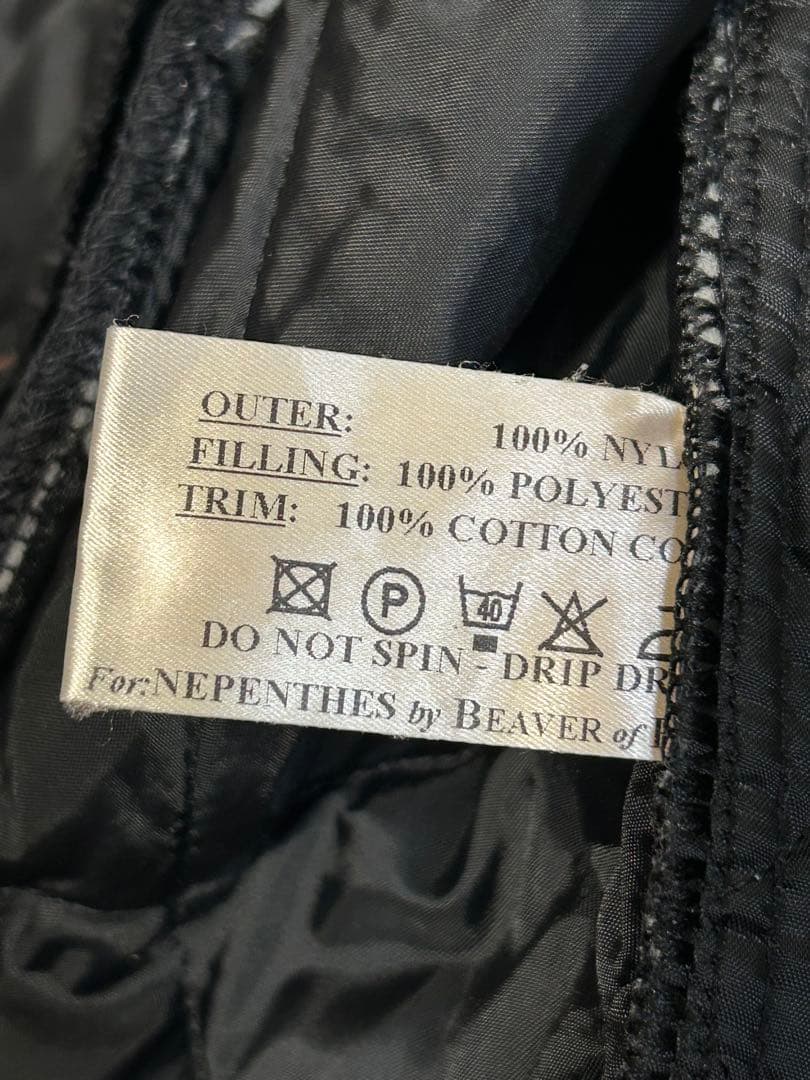 OUTER: 100% NYL
FILLING: 100% POLYEST
TRIM: 100% COTTON CO
P 40
DO NOT SPIN - DRIP DR
For: NEPENTHES by BEAVER of